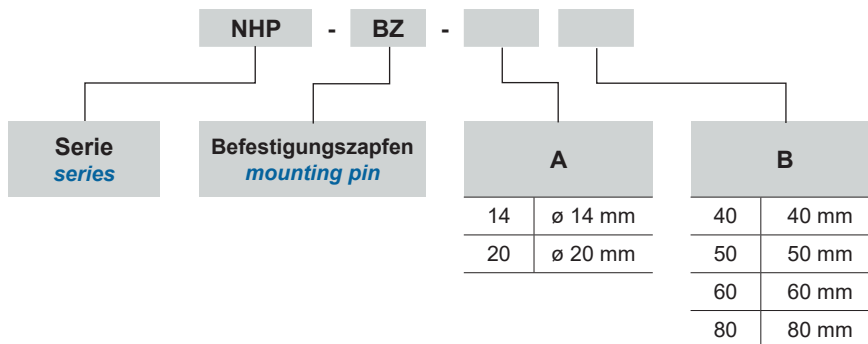 NHP - BZ -
Serie
series
Befestigungszapfen
mounting pin
A
B
14 ø 14 mm
20 ø 20 mm
40 40 mm
50 50 mm
60 60 mm
80 80 mm